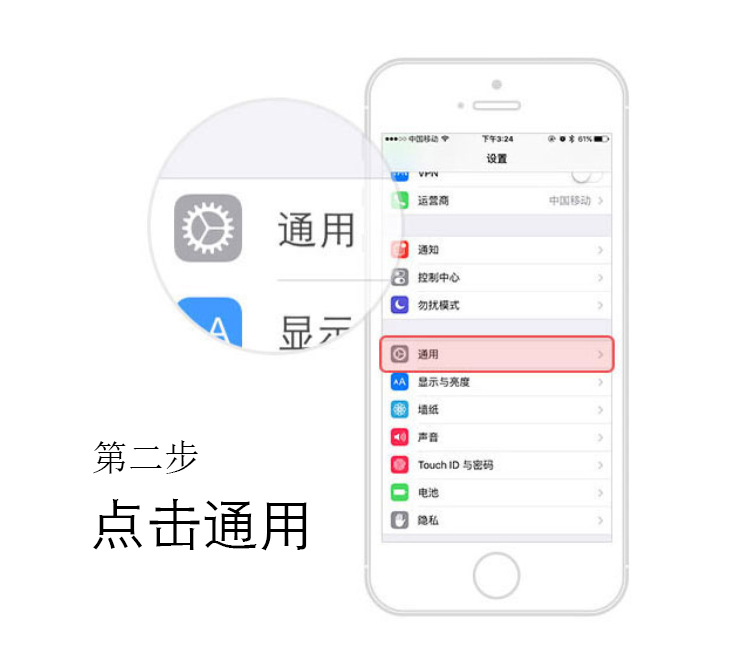 通用
显示
第二步
点击通用
中国移动 下午3:24 61%
设置
VPN
运营商 中国移动
通知
控制中心
勿扰模式
通用
显示与亮度
墙纸
声音
Touch ID 与密码
电池
隐私